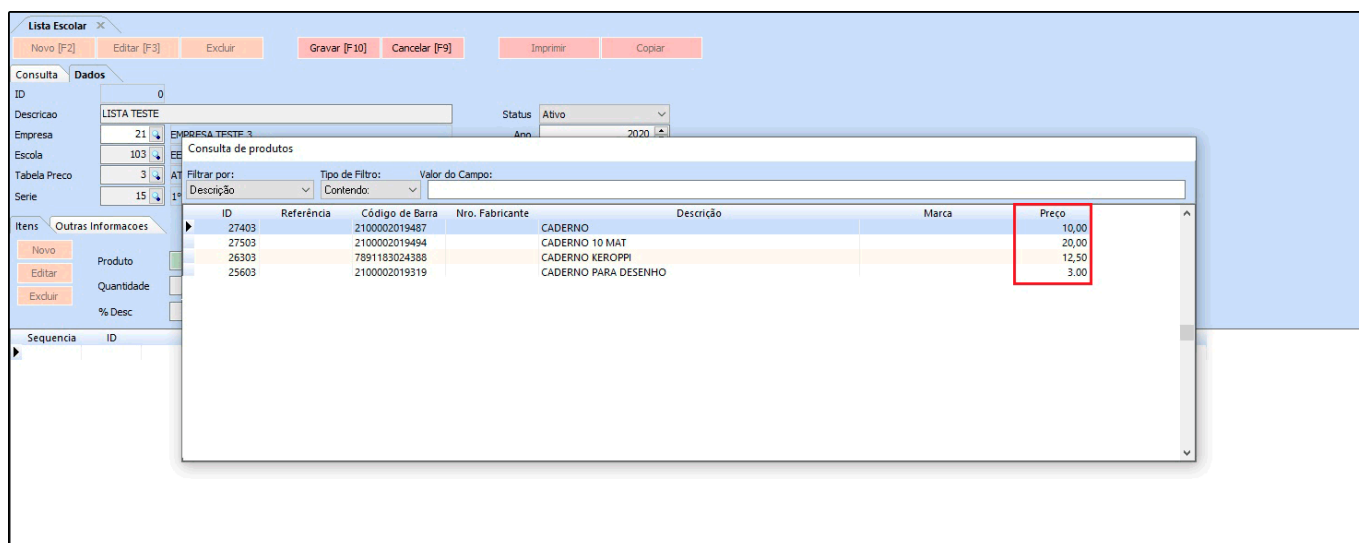 Lista Escolar
Novo [F2] Editar [F3] Excluir Gravar [F10] Cancelar [F9] Imprimir Copiar
Consulta Dados
ID 0
Descricao LISTA TESTE Status Ativo
Empresa 21 EMPRESA TESTE 3 Ano 2020
Escola 103 EE
Tabela Preco 3 AT
Serie 15 1º
Consulta de produtos
Filtrar por: Tipo de Filtro: Valor do Campo:
Descrição Contendo:
ID Referência Código de Barra Nro. Fabricante Descrição Marca Preço
27403 2100002019487 CADERNO 10,00
27503 2100002019494 CADERNO 10 MAT 20,00
26303 7891183024388 CADERNO KEROPPI 12,50
25603 2100002019319 CADERNO PARA DESENHO 3.00
Itens Outras Informacoes
Novo
Editar
Excluir
Produto
Quantidade
% Desc
Sequencia ID